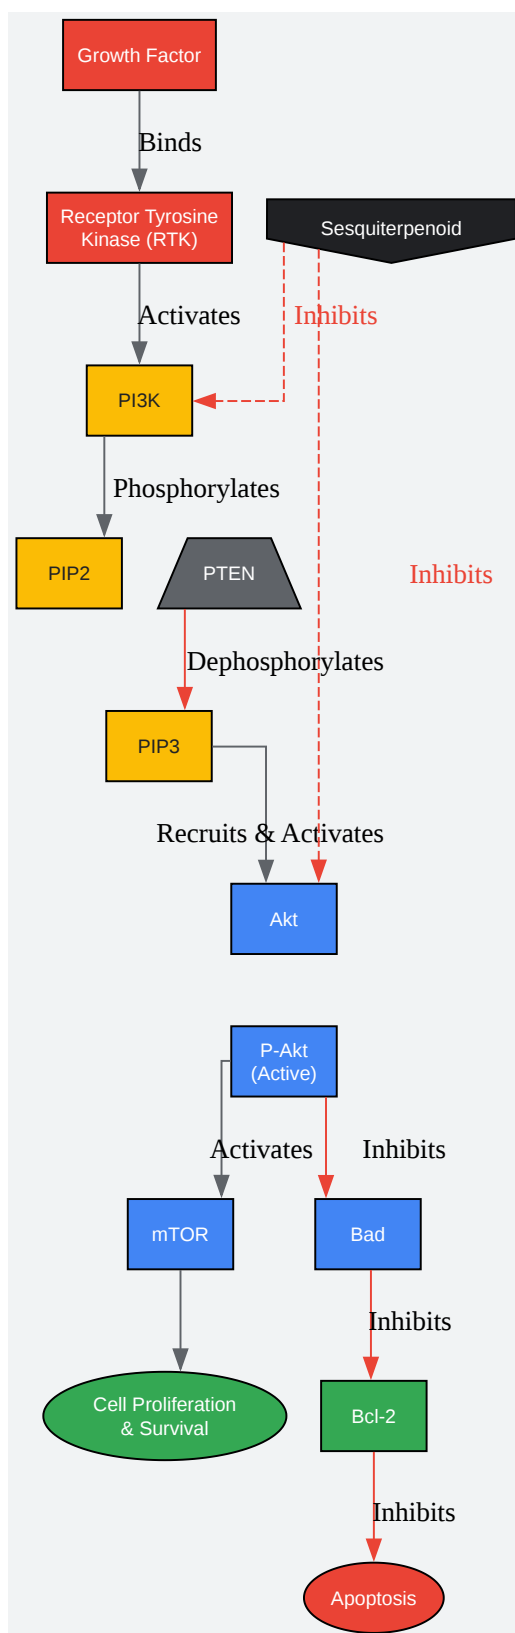 Growth Factor
Binds
Receptor Tyrosine
Kinase (RTK)
Sesquiterpenoid
Activates
Inhibits
PI3K
Phosphorylates
PIP2
PTEN
Inhibits
Dephosphorylates
PIP3
Recruits & Activates
Akt
P-Akt
(Active)
Activates
Inhibits
mTOR
Bad
Inhibits
Cell Proliferation
& Survival
Bcl-2
Inhibits
Apoptosis